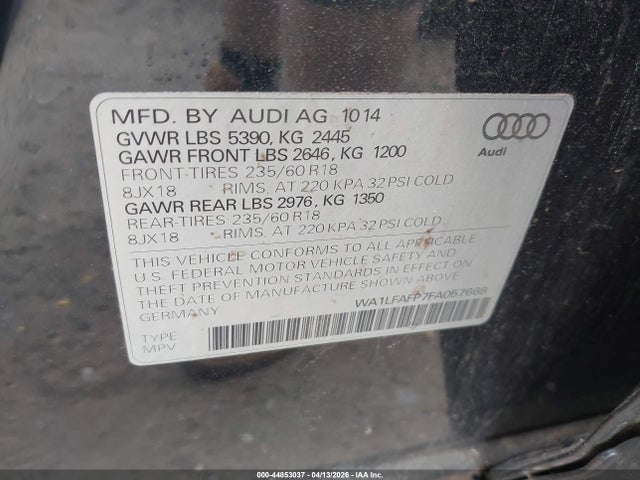 MFD. BY AUDI AG 10 14
GVWR LBS 5390, KG 2445
GAWR FRONT LBS 2646, KG 1200
FRONT-TIRES 235/60 R18
8JX18 RIMS, AT 220 KPA 32 PSI COLD
GAWR REAR LBS 2976, KG 1350
REAR-TIRES 235/60 R18
8JX18 RIMS, AT 220 KPA 32 PSI COLD
THIS VEHICLE CONFORMS TO ALL APPLICABLE
U.S. FEDERAL MOTOR VEHICLE SAFETY AND
THEFT PREVENTION STANDARDS IN EFFECT ON
THE DATE OF MANUFACTURE SHOWN ABOVE.
GERMANY
WA1LFAFP7FA057688
TYPE
MPV
Audi
000-44853037 - 04/13/2026 - IAA Inc.